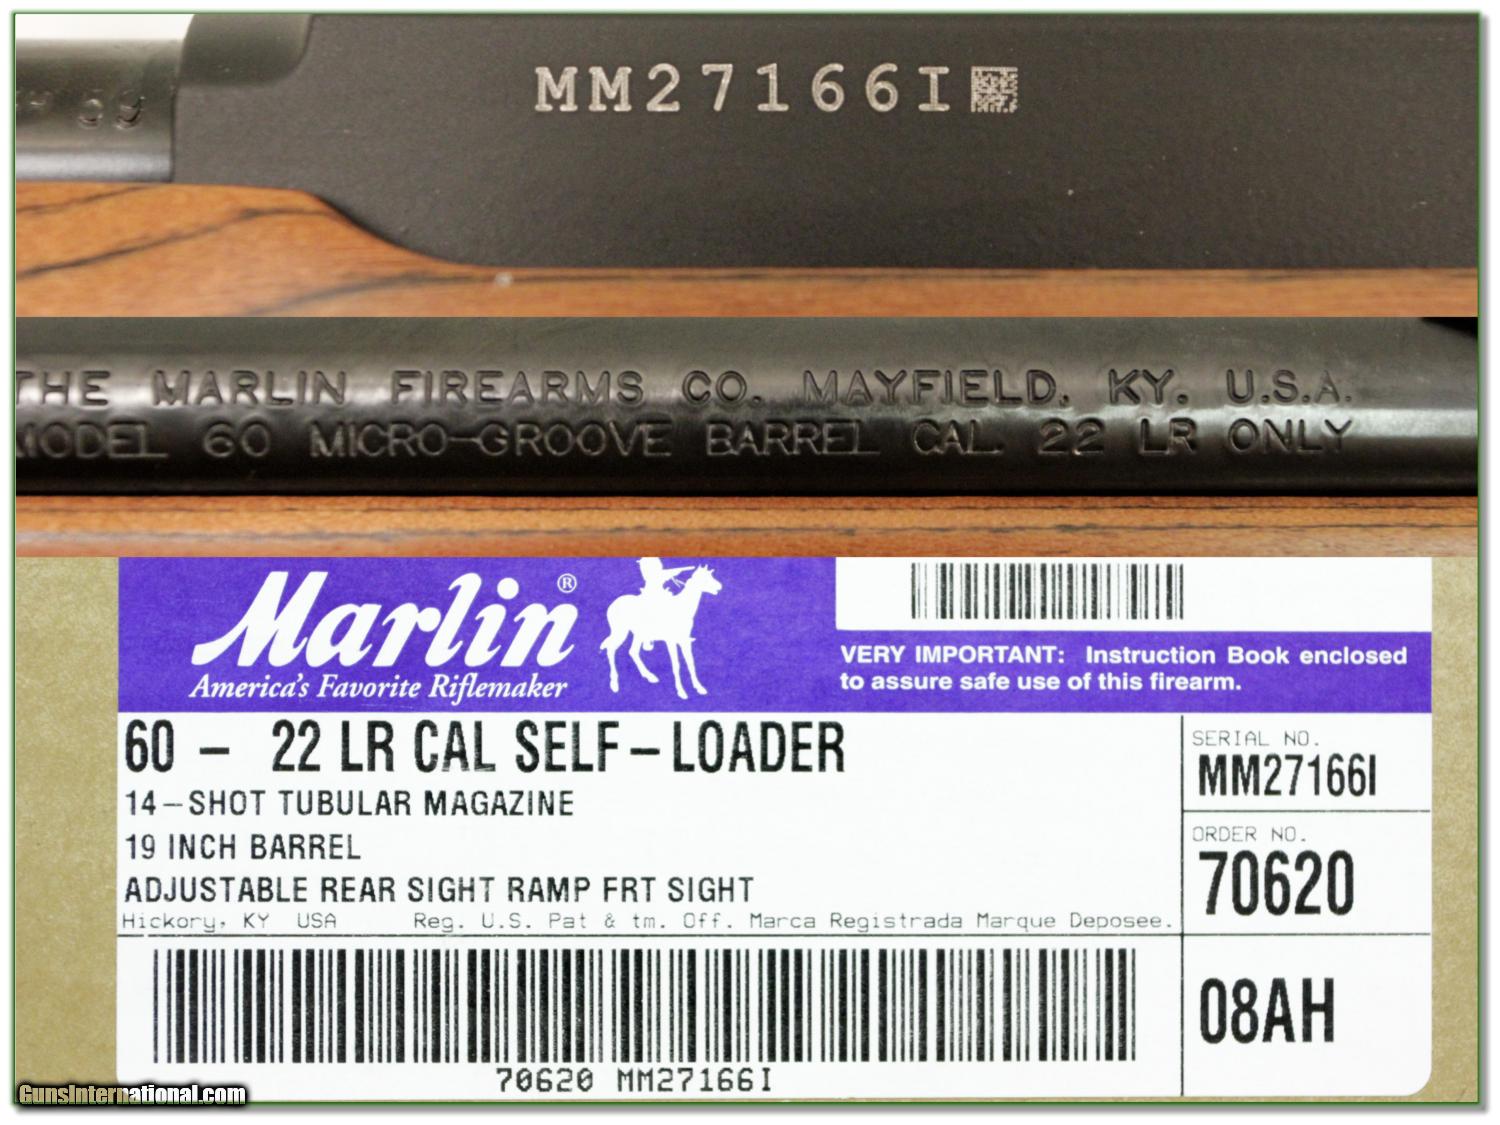 MM27166I
THE MARLIN FIREARMS CO. MAYFIELD, KY. U.S.A.
MODEL 60 MICRO-GROOVE BARREL CAL. 22 LR ONLY
Marlin®
America's Favorite Riflemaker
VERY IMPORTANT: Instruction Book enclosed
to assure safe use of this firearm.
60 - 22 LR CAL SELF-LOADER
14-SHOT TUBULAR MAGAZINE
19 INCH BARREL
ADJUSTABLE REAR SIGHT RAMP FRT SIGHT
Hickory, KY USA Reg. U.S. Pat & tm. Off. Marca Registrada Marque Deposee.
SERIAL NO.
MM27166I
ORDER NO.
70620
08AH
70620 MM27166I
GunsInternational.com